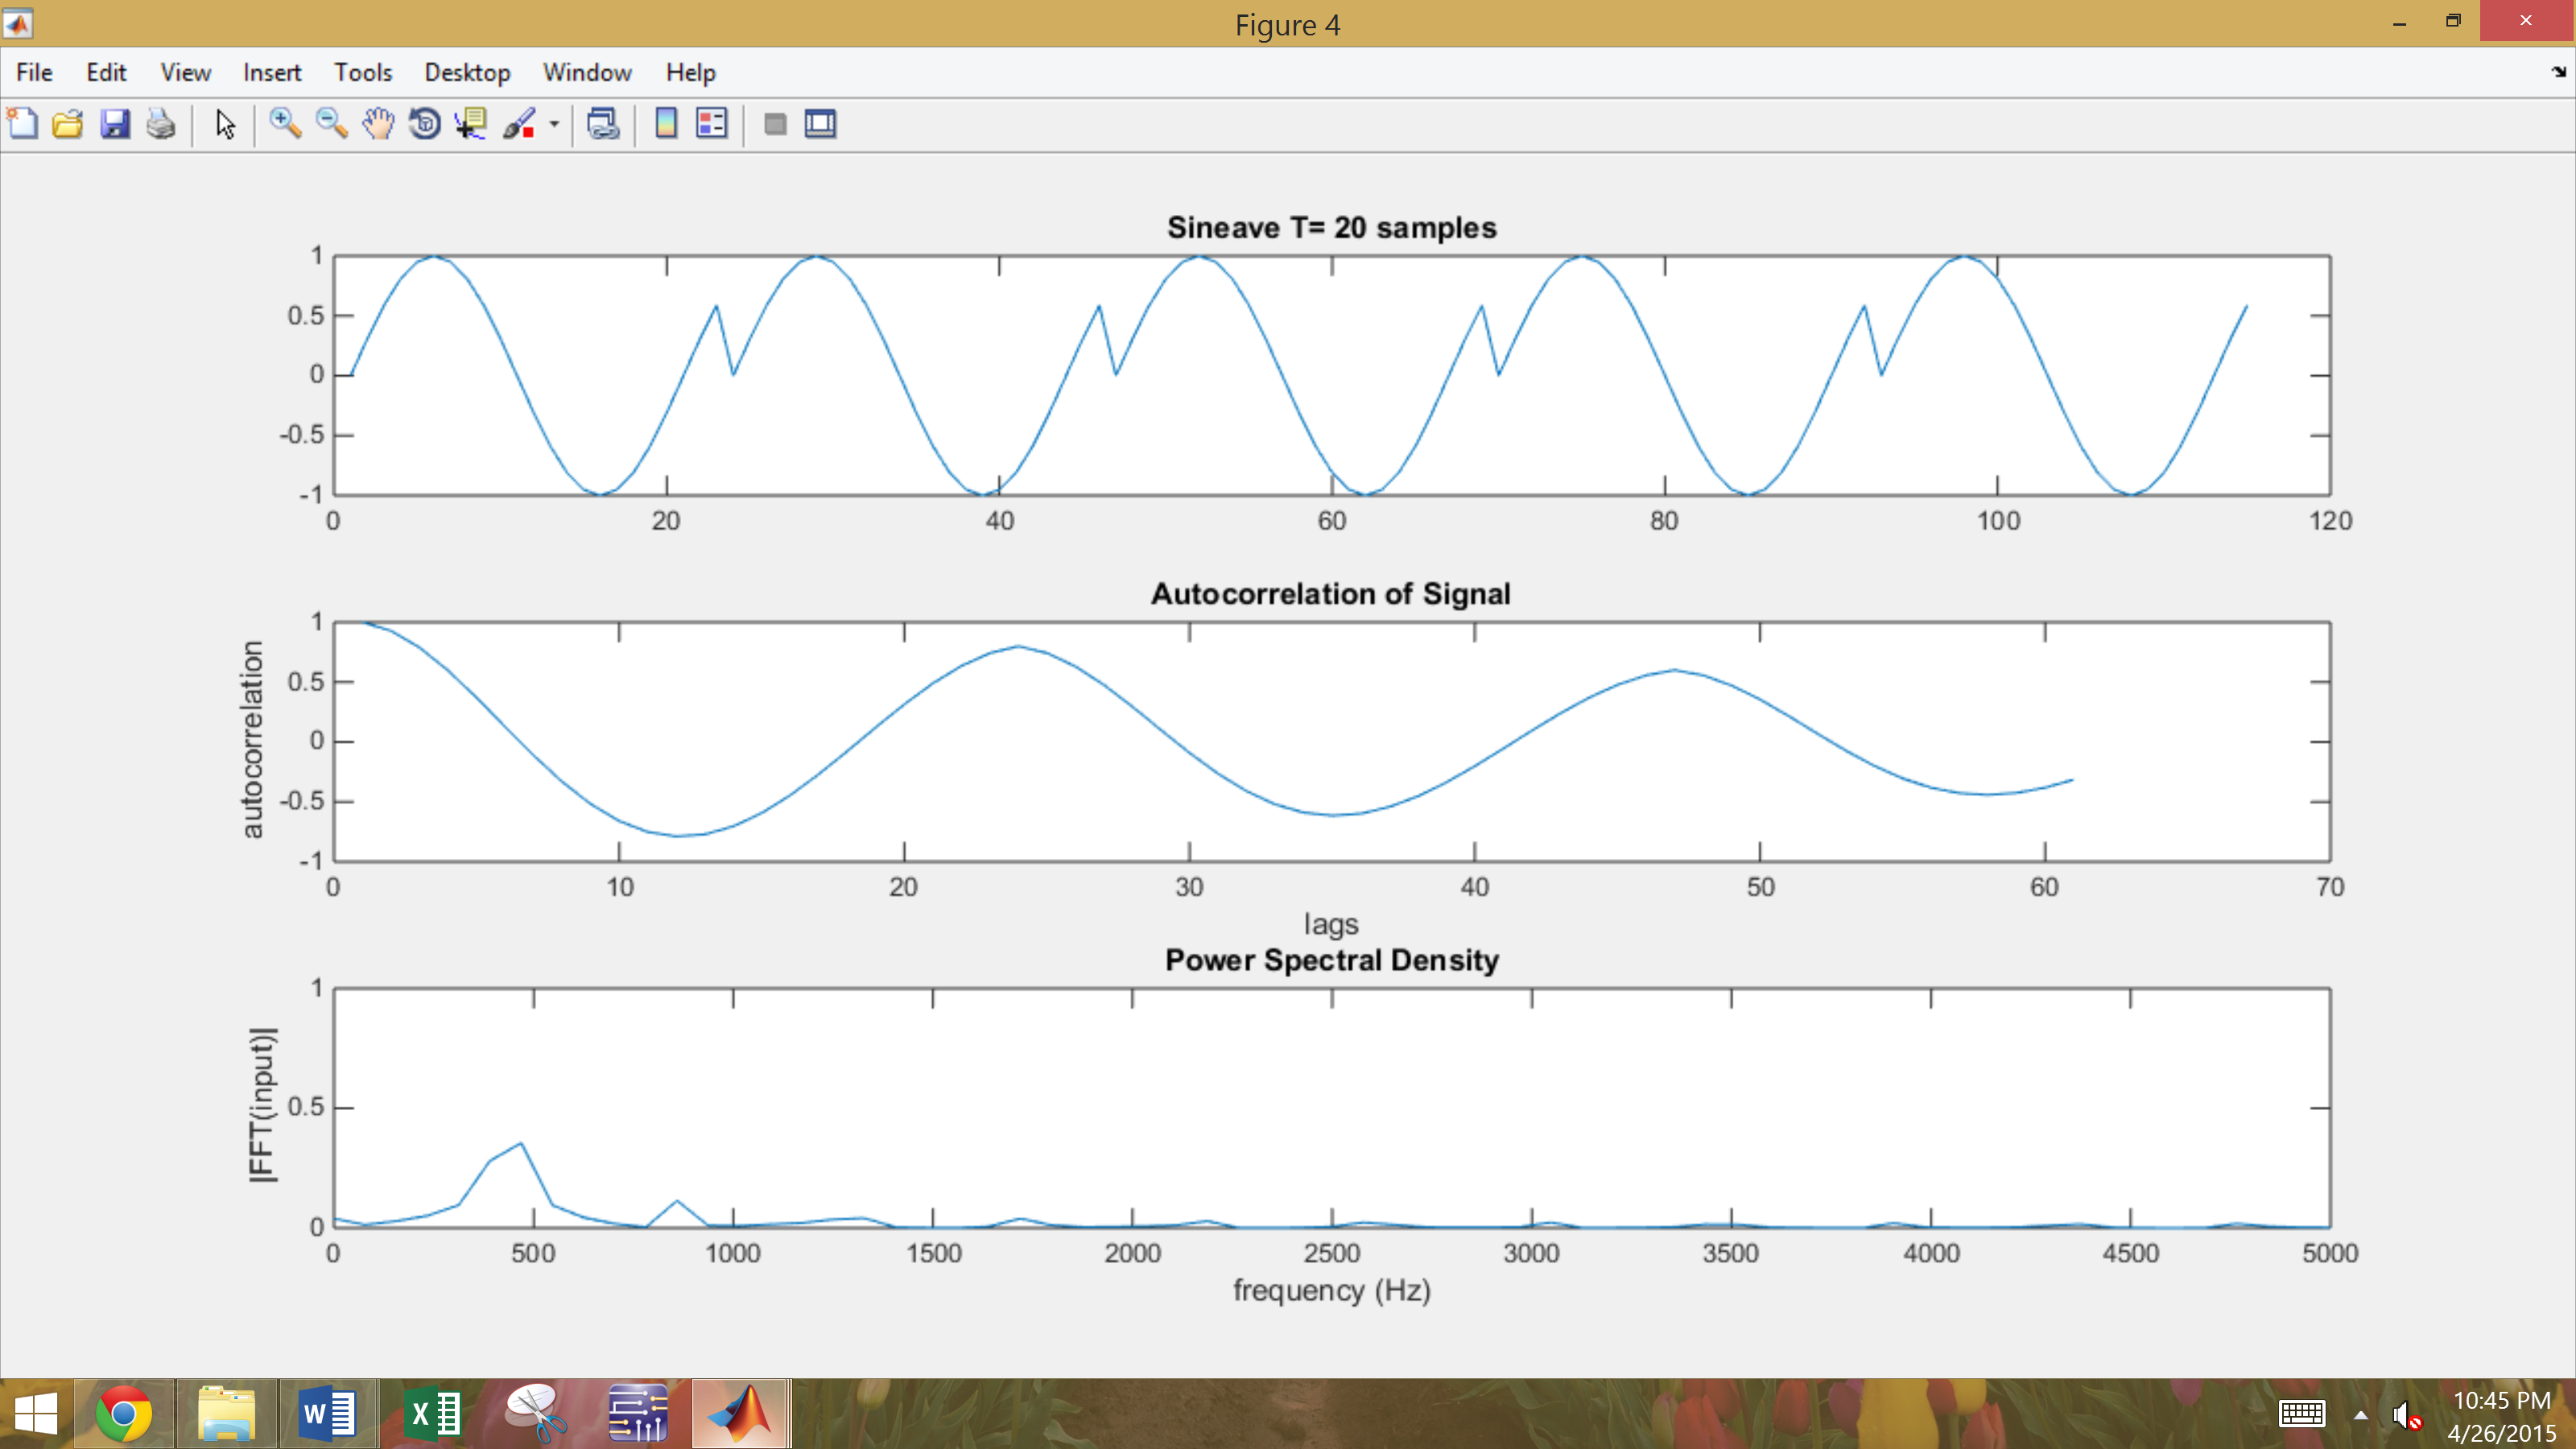 Figure 4
File Edit View Insert Tools Desktop Window Help
Sineave T= 20 samples
1
0.5
0
-0.5
-1
0 20 40 60 80 100 120
Autocorrelation of Signal
autocorrelation
1
0.5
0
-0.5
-1
0 10 20 30 40 50 60 70
lags
Power Spectral Density
|FFT(input)|
1
0.5
0
0 500 1000 1500 2000 2500 3000 3500 4000 4500 5000
frequency (Hz)
10:45 PM
4/26/2015